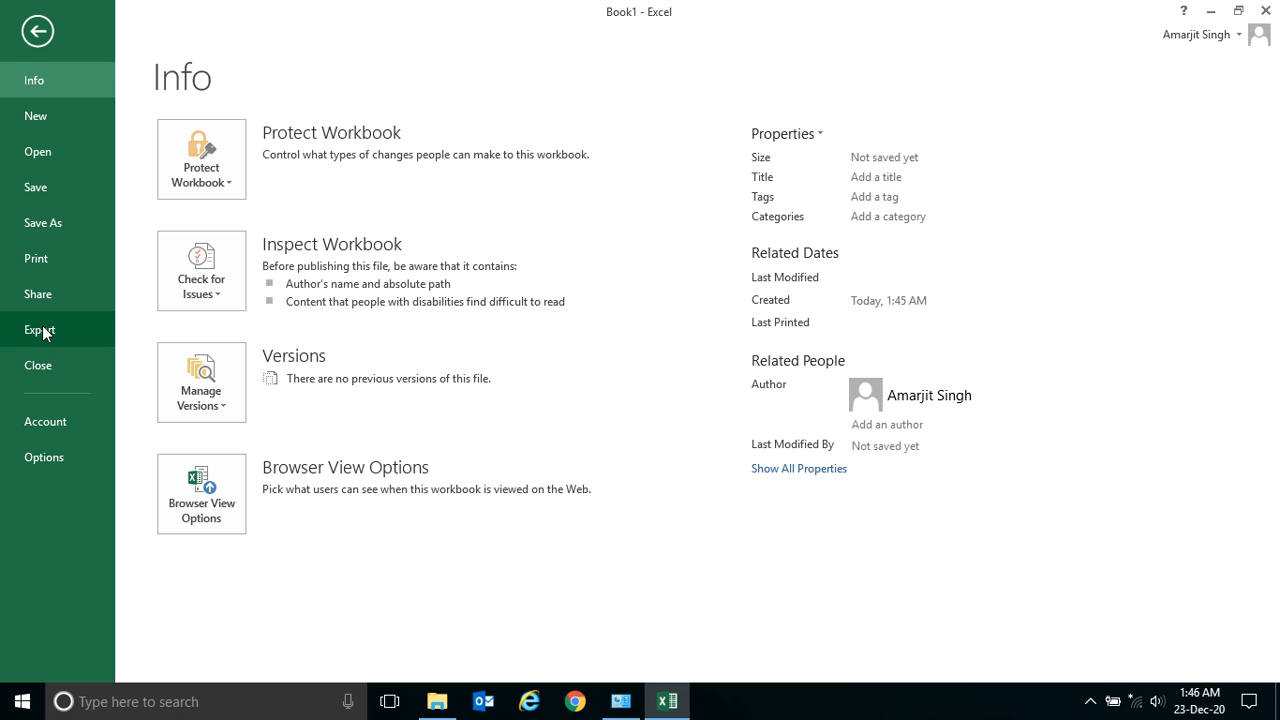 Book1 - Excel
?
Amarjit Singh
Info
New
Open
Save
Save As
Print
Share
Export
Close
Account
Options
Info
Protect
Workbook
Protect Workbook
Control what types of changes people can make to this workbook.
Check for
Issues
Inspect Workbook
Before publishing this file, be aware that it contains:
Author's name and absolute path
Content that people with disabilities find difficult to read
Manage
Versions
Versions
There are no previous versions of this file.
Browser View
Options
Browser View Options
Pick what users can see when this workbook is viewed on the Web.
Properties
Size Not saved yet
Title Add a title
Tags Add a tag
Categories Add a category
Related Dates
Last Modified
Created Today, 1:45 AM
Last Printed
Related People
Author Amarjit Singh
Add an author
Last Modified By Not saved yet
Show All Properties
Type here to search
1:46 AM
23-Dec-20